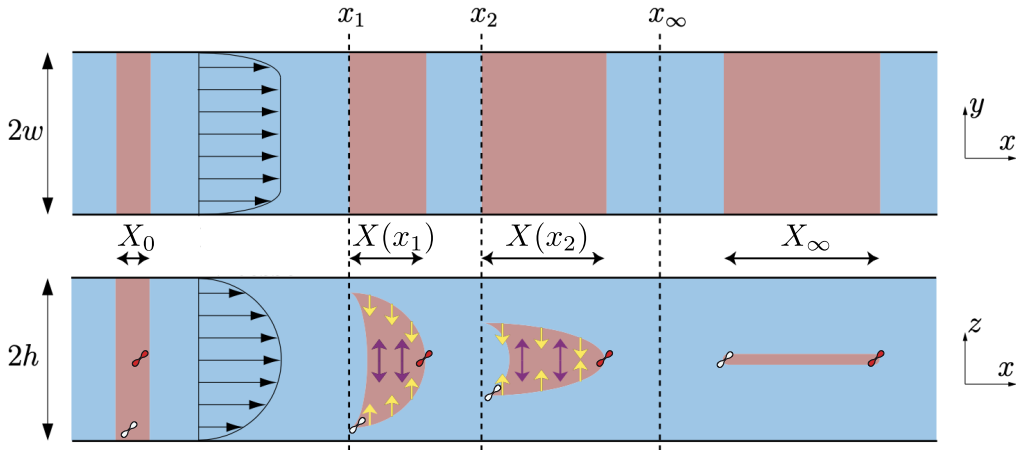 x₁ x₂ x∞
2w
y
x
X₀ X(x₁) X(x₂) X∞
2h
z
x